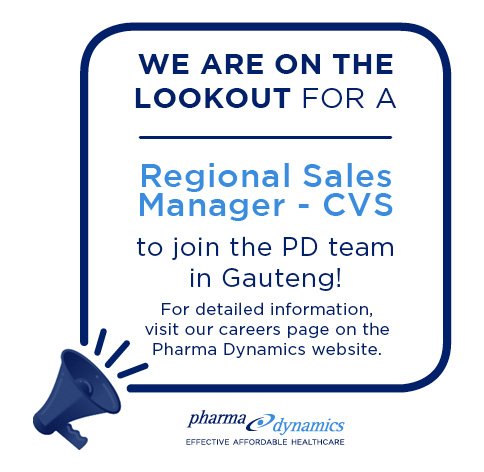 WE ARE ON THE
LOOKOUT FOR A
Regional Sales
Manager - CVS
to join the PD team
in Gauteng!
For detailed information,
visit our careers page on the
Pharma Dynamics website.
pharma dynamics
EFFECTIVE AFFORDABLE HEALTHCARE